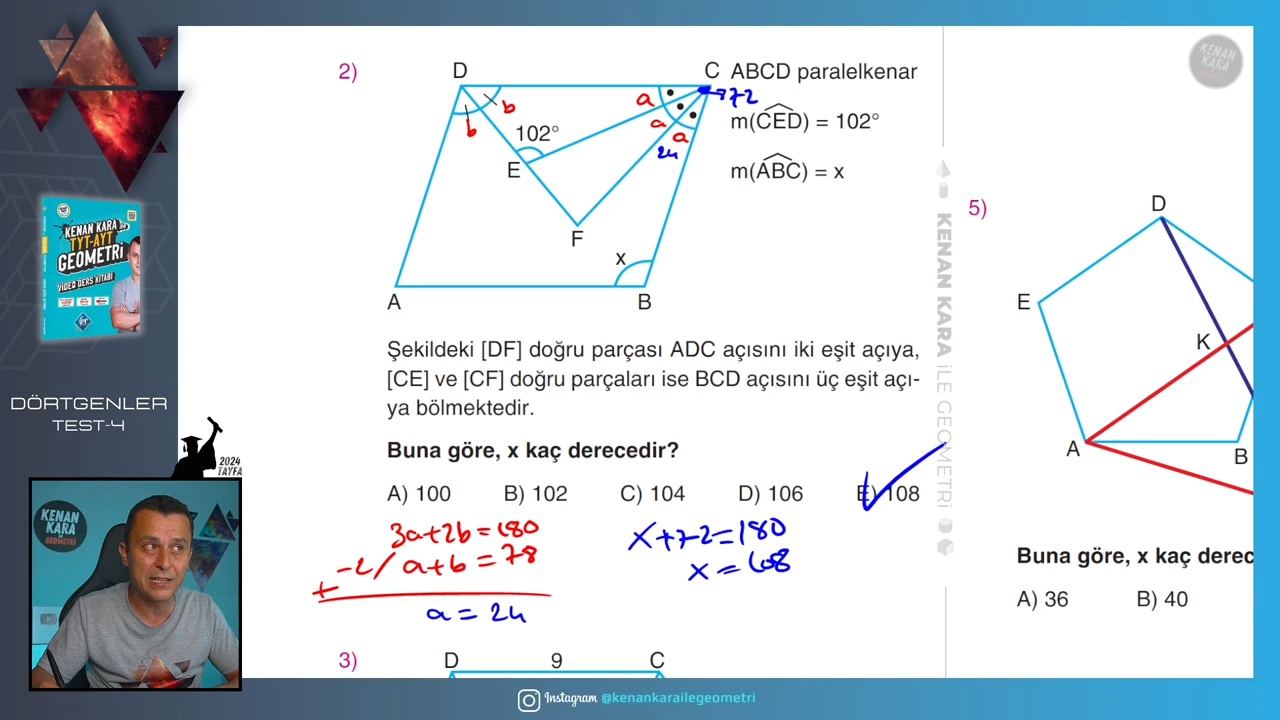 KENAN KARA
KENAN KARA
TYT-AYT
GEOMETRİ
VİDEO DERS KİTABI
DÖRTGENLER
TEST-4
2024
TAYFA
KENAN
KARA
2)
D
C
ABCD paralelkenar
a
72
b
b
m(CED) = 102°
102°
a
a
24
E
m(ABC) = x
F
x
A
B
Şekildeki [DF] doğru parçası ADC açısını iki eşit açıya,
[CE] ve [CF] doğru parçaları ise BCD açısını üç eşit açı-
ya bölmektedir.
Buna göre, x kaç derecedir?
A) 100 B) 102 C) 104 D) 106 E) 108
3a+2b=180
-2/ a+b=78
+
a=24
x+72=180
x=108
3)
D 9 C
KENAN KARA İLE GEOMETRİ
5)
D
E
K
A
B
Buna göre, x kaç derec
A) 36 B) 40
Instagram @kenankarailegeometri